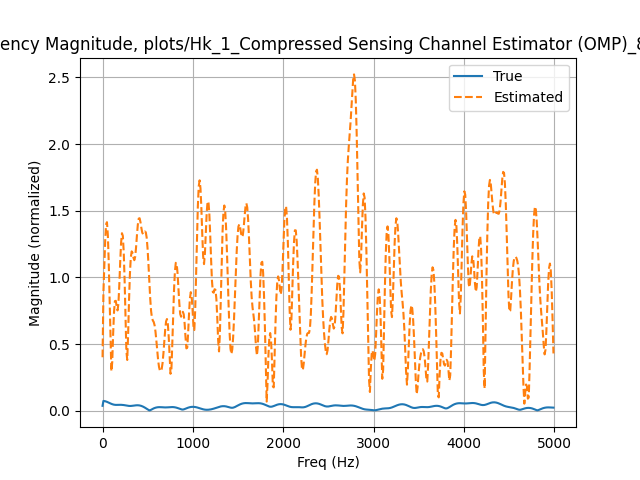 ency Magnitude, plots/Hk_1_Compressed Sensing Channel Estimator (OMP)_8
True
Estimated
Magnitude (normalized)
2.5
2.0
1.5
1.0
0.5
0.0
0 1000 2000 3000 4000 5000
Freq (Hz)